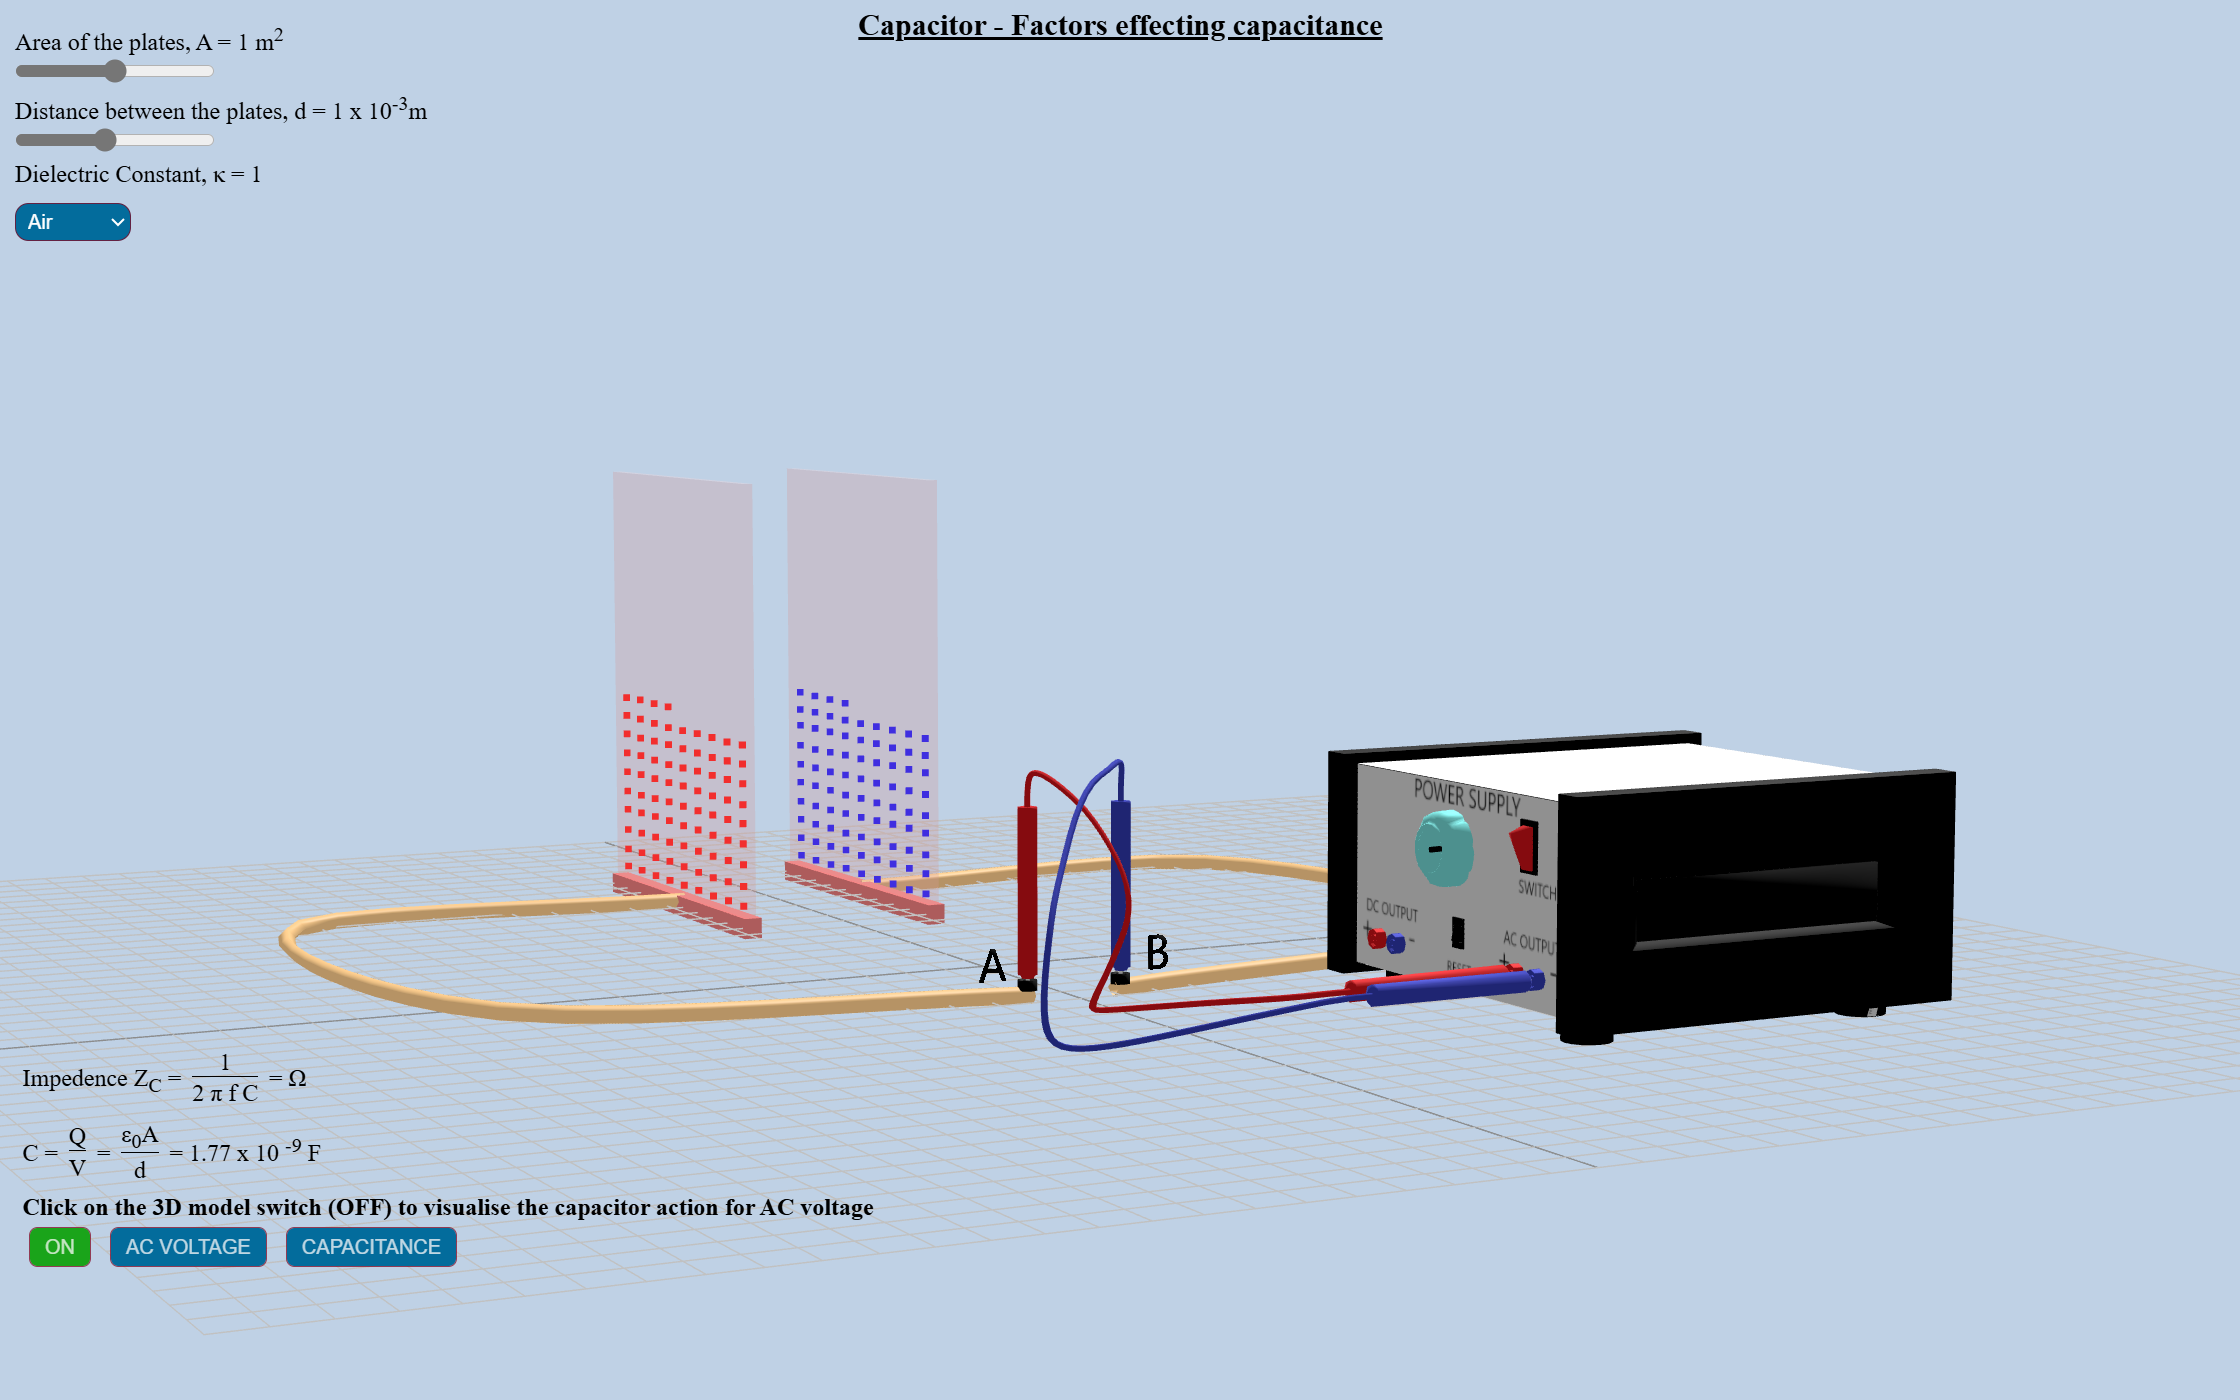 Capacitor - Factors effecting capacitance
Area of the plates, A = 1 m²
Distance between the plates, d = 1 x 10⁻³m
Dielectric Constant, κ = 1
Air
POWER SUPPLY
SWITCH
DC OUTPUT
+ -
AC OUTPU
+ -
A
B
Impedence Z_C = 1 / 2 π f C = Ω
C = Q / V = ε₀A / d = 1.77 x 10 ⁻⁹ F
Click on the 3D model switch (OFF) to visualise the capacitor action for AC voltage
ON AC VOLTAGE CAPACITANCE